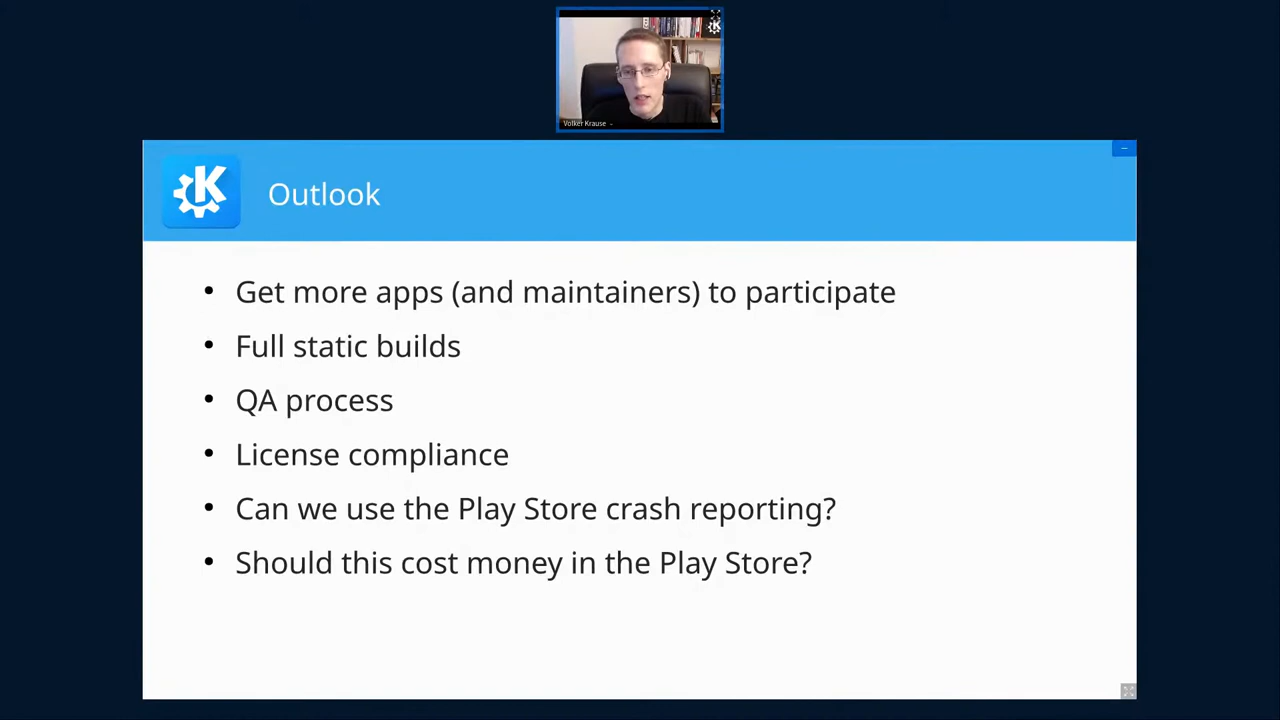 Volker Krause
Outlook
• Get more apps (and maintainers) to participate
• Full static builds
• QA process
• License compliance
• Can we use the Play Store crash reporting?
• Should this cost money in the Play Store?